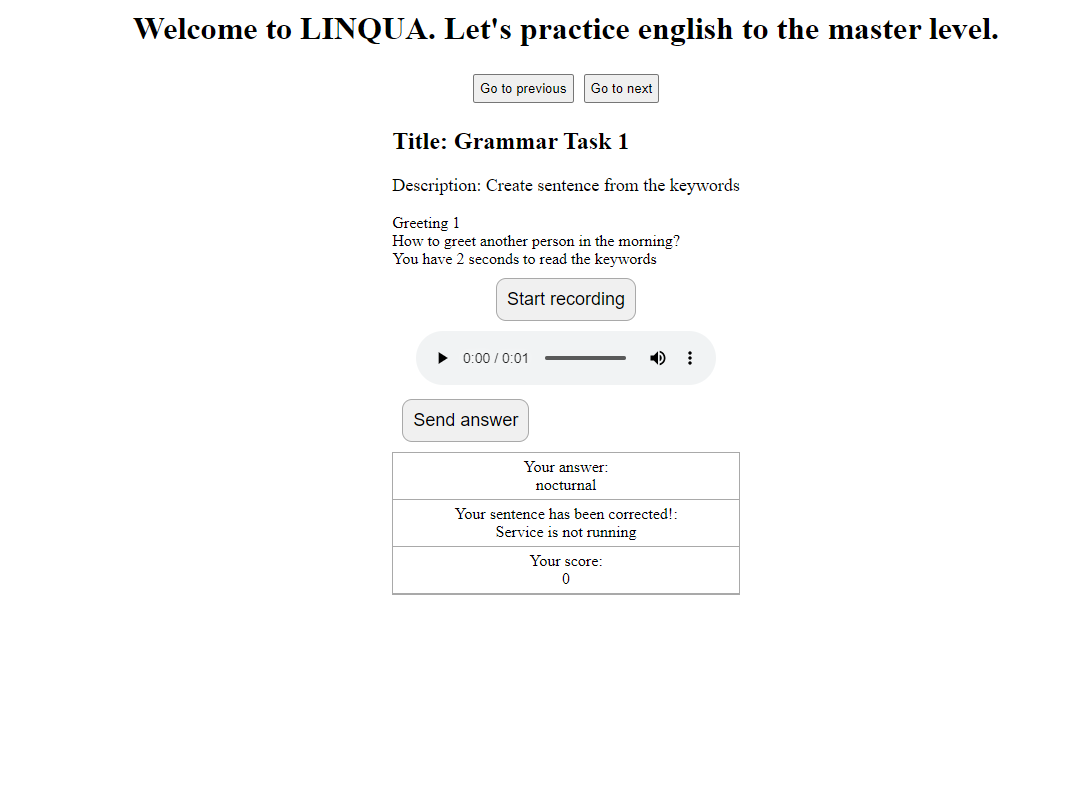 Welcome to LINQUA. Let's practice english to the master level.
Go to previous Go to next
Title: Grammar Task 1
Description: Create sentence from the keywords
Greeting 1
How to greet another person in the morning?
You have 2 seconds to read the keywords
Start recording
0:00 / 0:01
Send answer
Your answer:
nocturnal
Your sentence has been corrected!:
Service is not running
Your score:
0